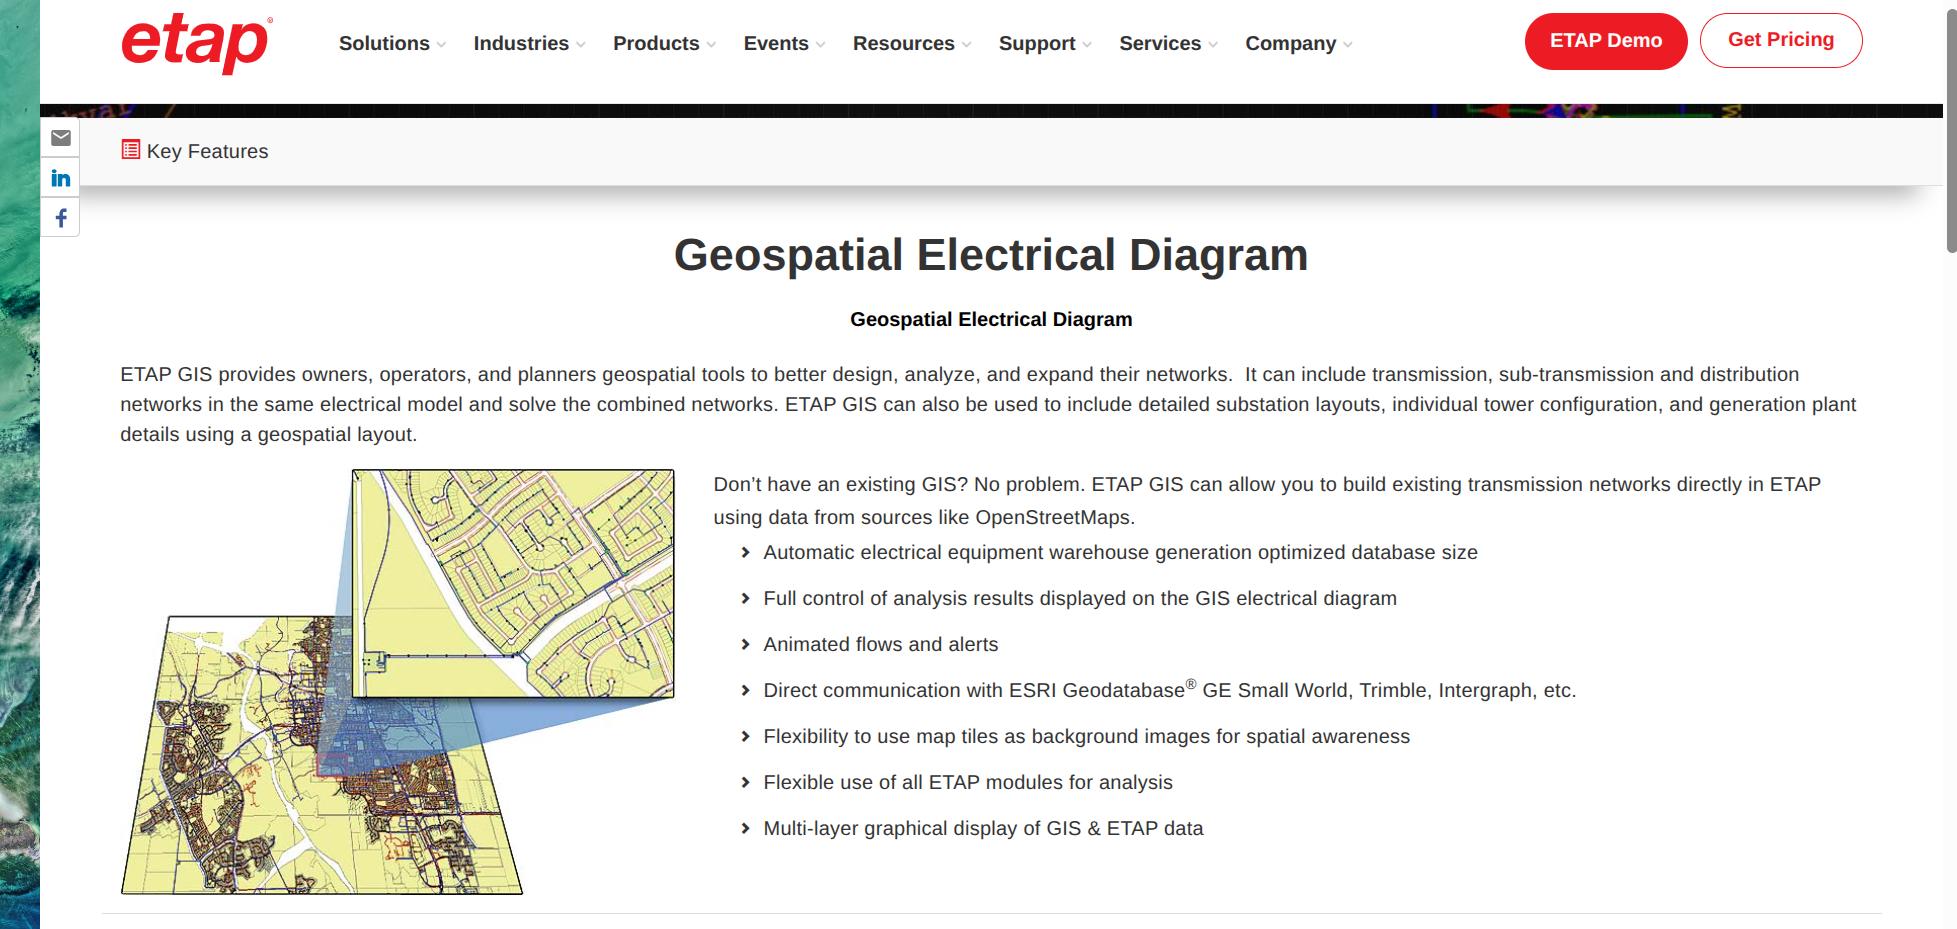 etap®
Solutions Industries Products Events Resources Support Services Company
ETAP Demo
Get Pricing
Key Features
in
f
Geospatial Electrical Diagram
Geospatial Electrical Diagram
ETAP GIS provides owners, operators, and planners geospatial tools to better design, analyze, and expand their networks.  It can include transmission, sub-transmission and distribution
networks in the same electrical model and solve the combined networks. ETAP GIS can also be used to include detailed substation layouts, individual tower configuration, and generation plant
details using a geospatial layout.
Don’t have an existing GIS? No problem. ETAP GIS can allow you to build existing transmission networks directly in ETAP
using data from sources like OpenStreetMaps.
Automatic electrical equipment warehouse generation optimized database size
Full control of analysis results displayed on the GIS electrical diagram
Animated flows and alerts
Direct communication with ESRI Geodatabase® GE Small World, Trimble, Intergraph, etc.
Flexibility to use map tiles as background images for spatial awareness
Flexible use of all ETAP modules for analysis
Multi-layer graphical display of GIS & ETAP data